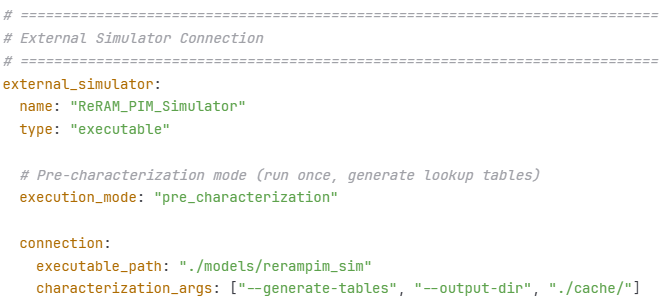 # ============================================================================
# External Simulator Connection
# ============================================================================
external_simulator:
  name: "ReRAM_PIM_Simulator"
  type: "executable"

  # Pre-characterization mode (run once, generate lookup tables)
  execution_mode: "pre_characterization"

  connection:
    executable_path: "./models/rerampim_sim"
    characterization_args: ["--generate-tables", "--output-dir", "./cache/"]